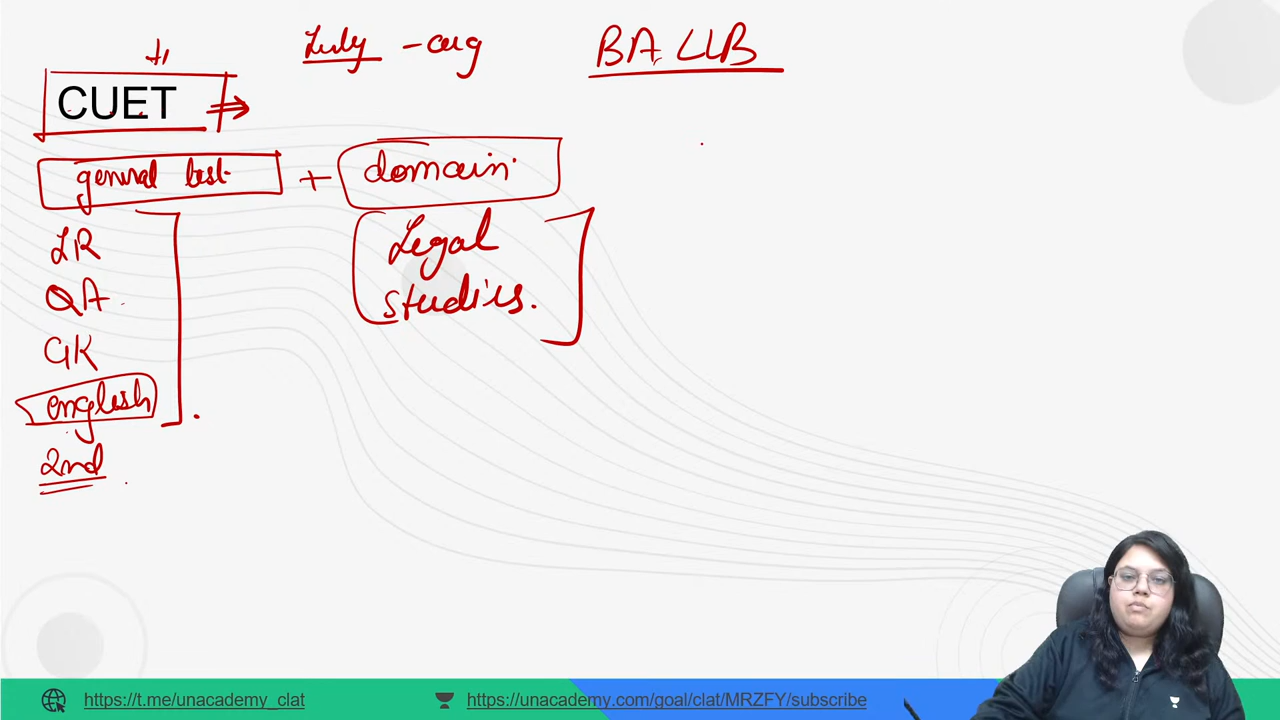 July - aug
BA LLB
CUET ⇒
general test + domain
LR
QA
GK
english
2nd
Legal
studies.
https://t.me/unacademy_clat
https://unacademy.com/goal/clat/MRZFY/subscribe